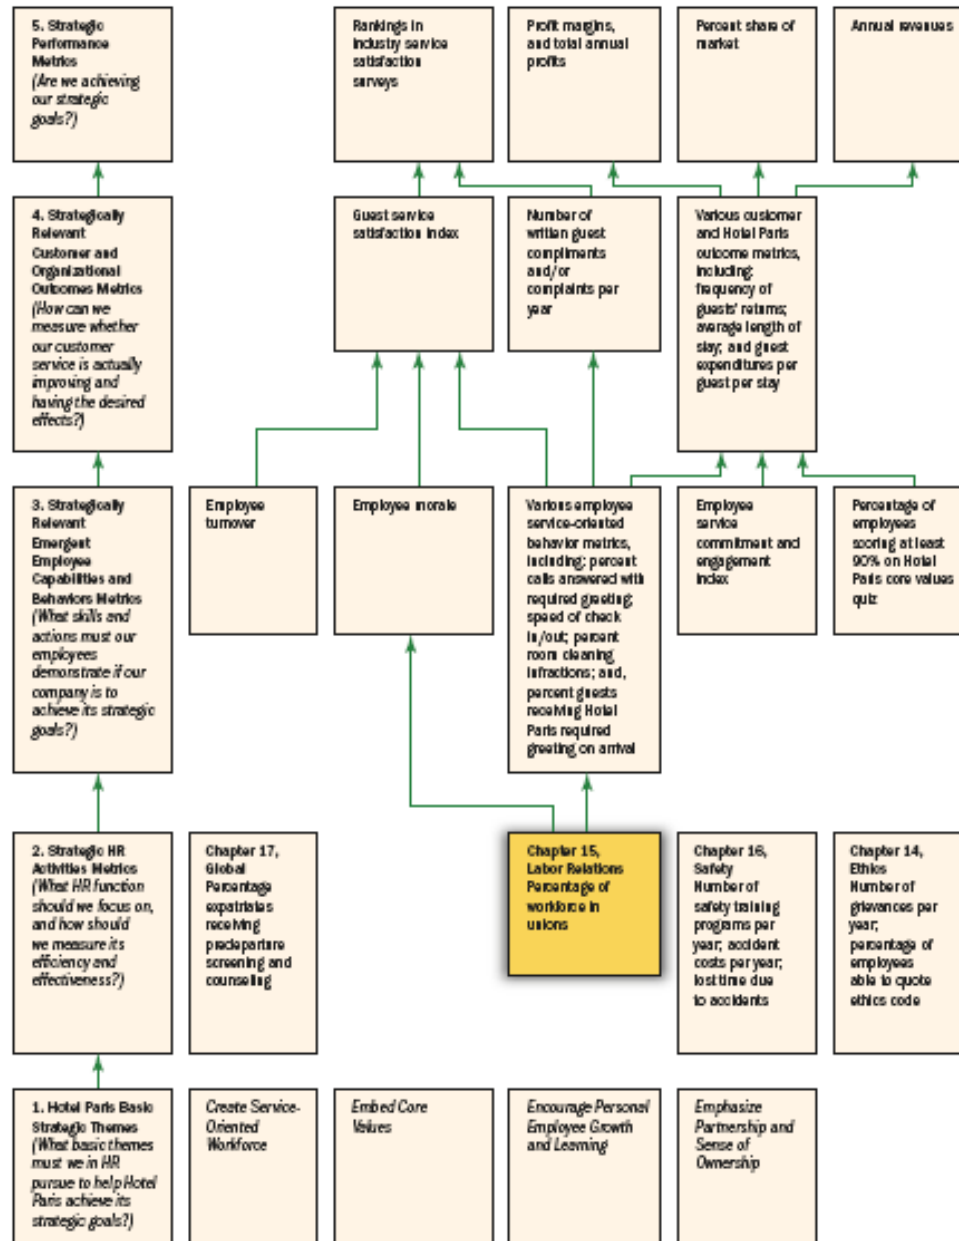 5. Strategic
Performance
Metrics
(Are we achieving
our strategic
goals?)
Rankings in
industry service
satisfaction
surveys
Profit margins,
and total annual
profits
Percent share of
market
Annual revenues
4. Strategically
Relevant
Customer and
Organizational
Outcomes Metrics
(How can we
measure whether
our customer
service is actually
improving and
having the desired
effects?)
Guest service
satisfaction index
Number of
written guest
compliments
and/or
complaints per
year
Various customer
and Hotel Paris
outcome metrics,
including:
frequency of
guests' returns;
average length of
stay; and guest
expenditures per
guest per stay
3. Strategically
Relevant
Emergent
Employee
Capabilities and
Behaviors Metrics
(What skills and
actions must our
employees
demonstrate if our
company is to
achieve its strategic
goals?)
Employee
turnover
Employee morale
Various employee
service-oriented
behavior metrics,
including: percent
calls answered with
required greeting;
speed of check
in/out; percent
room cleaning
infractions; and,
percent guests
receiving Hotel
Paris required
greeting on arrival
Employee
service
commitment and
engagement
index
Percentage of
employees
scoring at least
90% on Hotel
Paris core values
quiz
2. Strategic HR
Activities Metrics
(What HR function
should we focus on,
and how should
we measure its
efficiency and
effectiveness?)
Chapter 17,
Global
Percentage
expatriates
receiving
predeparture
screening and
counseling
Chapter 15,
Labor Relations
Percentage of
workforce in
unions
Chapter 16,
Safety
Number of
safety training
programs per
year; accident
costs per year;
lost time due
to accidents
Chapter 14,
Ethics
Number of
grievances per
year;
percentage of
employees
able to quote
ethics code
1. Hotel Paris Basic
Strategic Themes
(What basic themes
must we in HR
pursue to help Hotel
Paris achieve its
strategic goals?)
Create Service-
Oriented
Workforce
Embed Core
Values
Encourage Personal
Employee Growth
and Learning
Emphasize
Partnership and
Sense of
Ownership